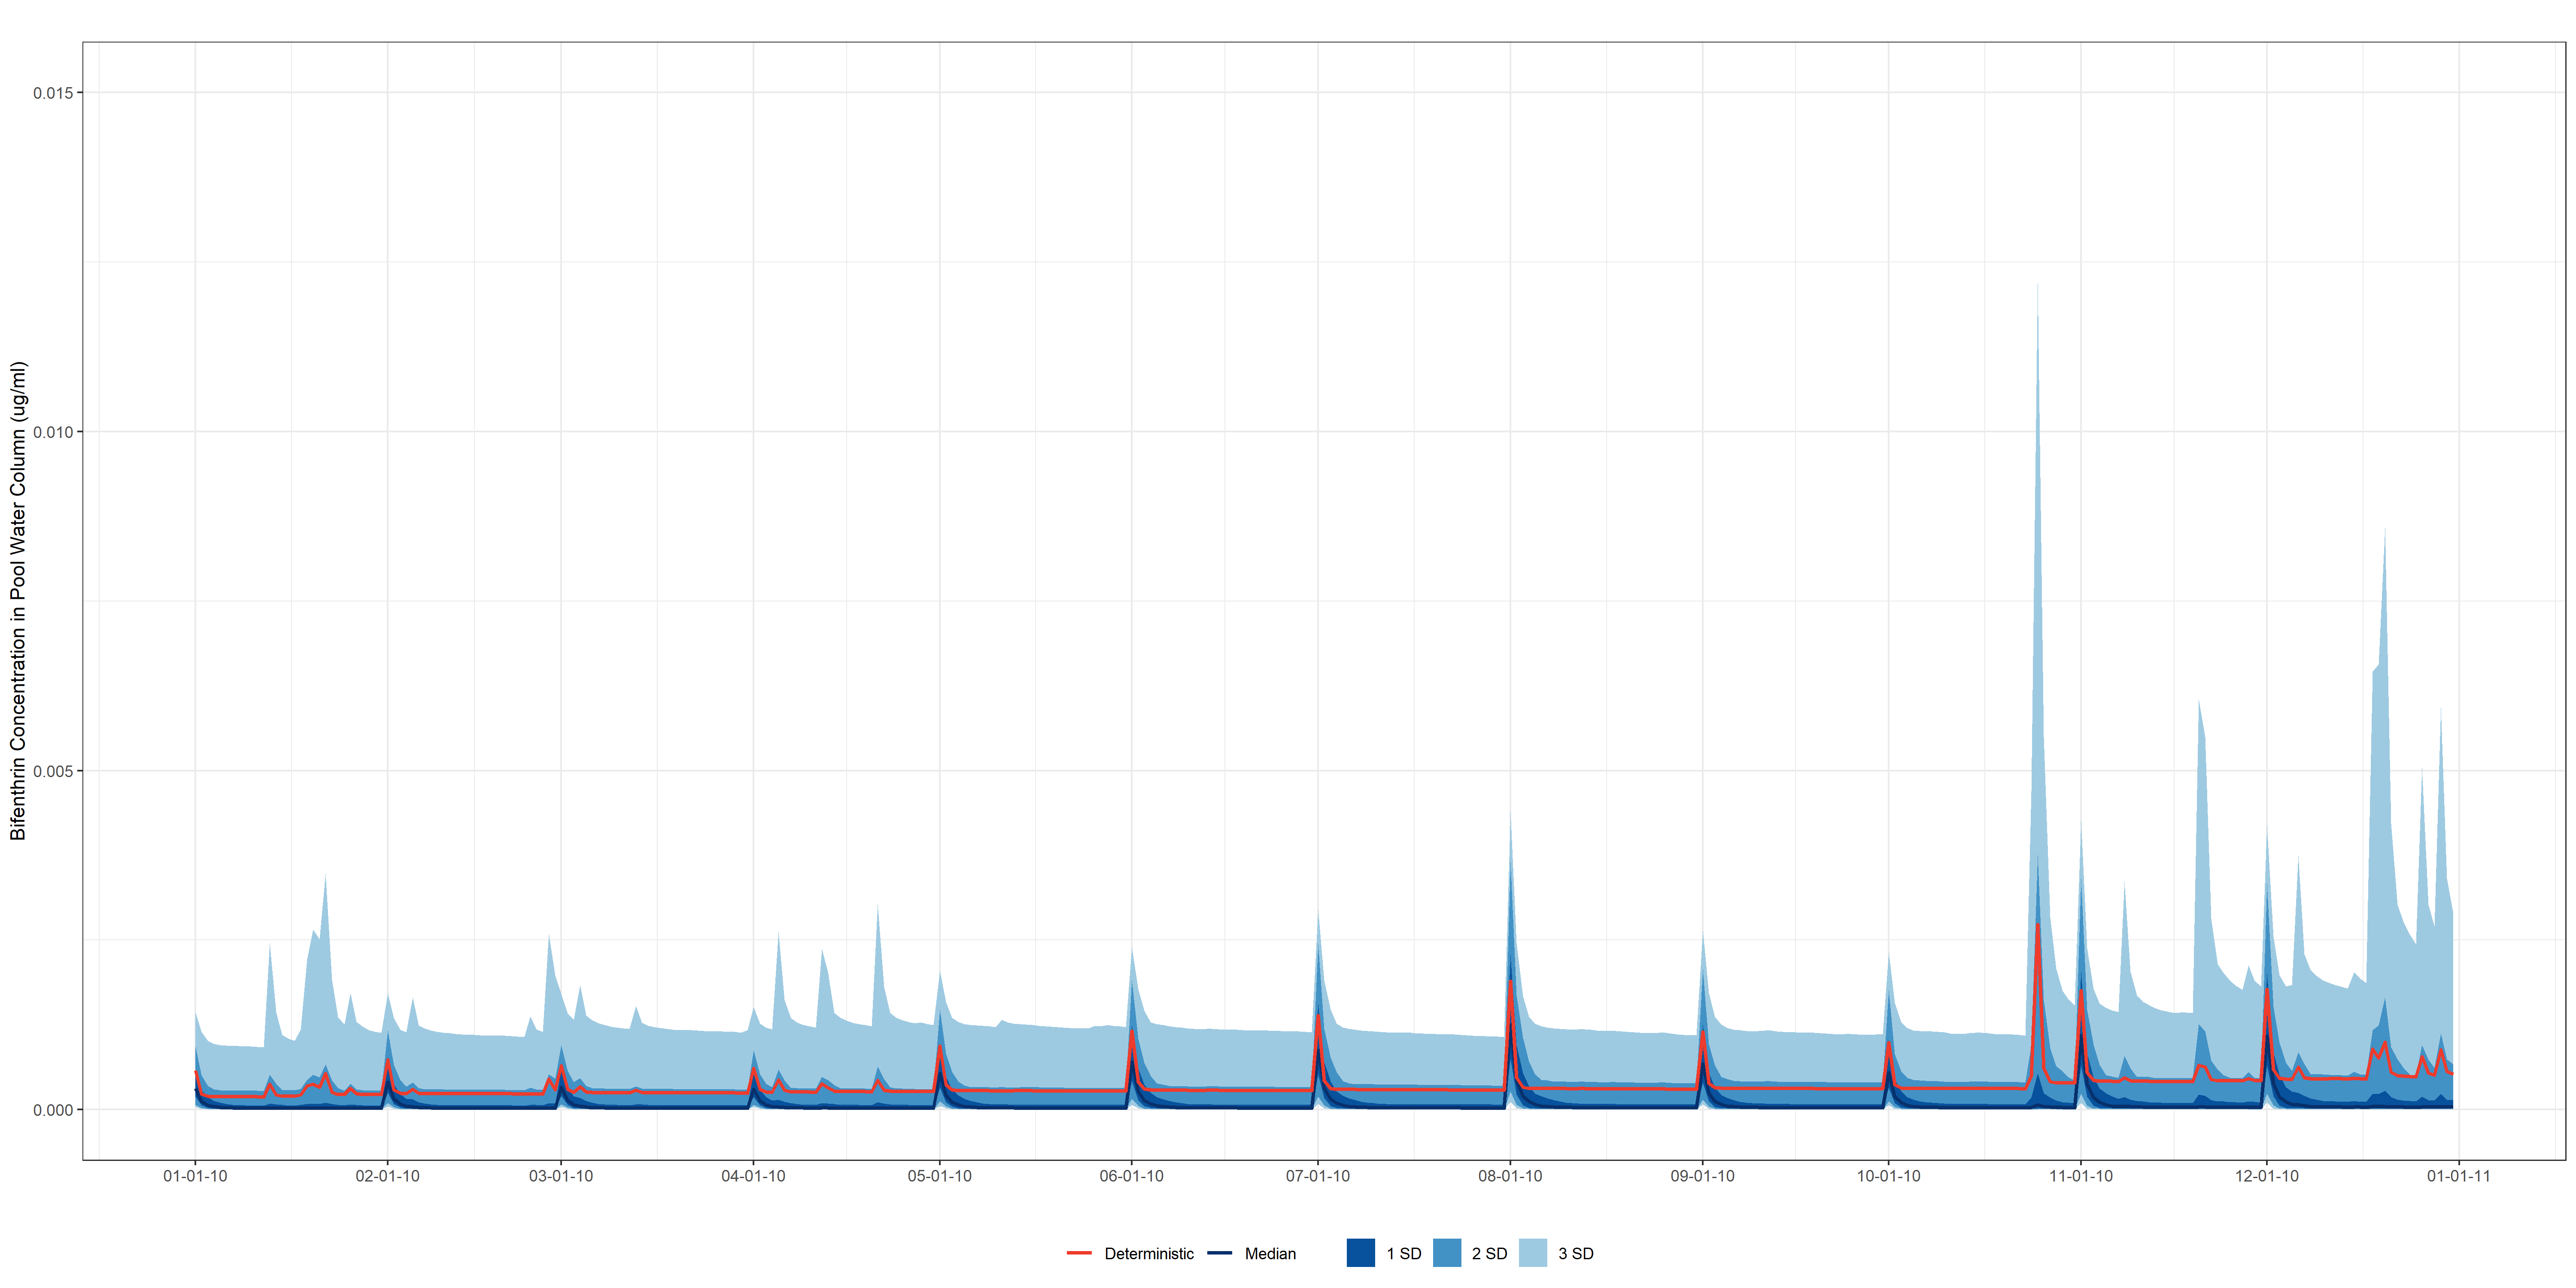 Bifenthrin Concentration in Pool Water Column (ug/ml)
0.015
0.010
0.005
0.000
01-01-10 02-01-10 03-01-10 04-01-10 05-01-10 06-01-10 07-01-10 08-01-10 09-01-10 10-01-10 11-01-10 12-01-10 01-01-11
Deterministic Median 1 SD 2 SD 3 SD